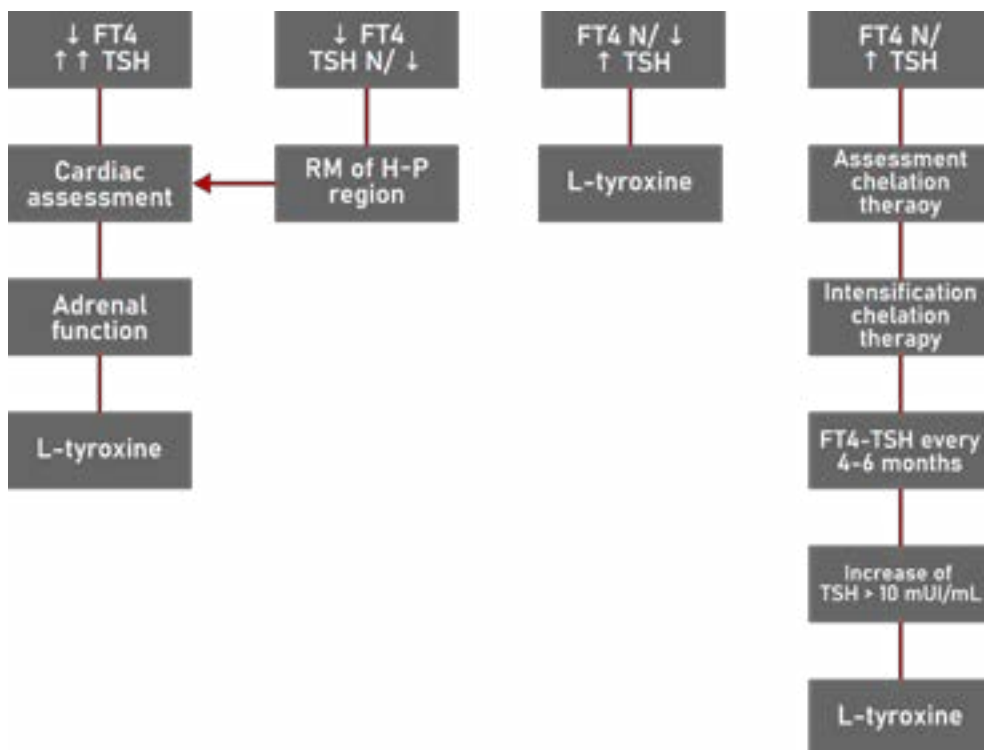 ↓ FT4
↑ ↑ TSH
↓ FT4
TSH N/ ↓
FT4 N/ ↓
↑ TSH
FT4 N/
↑ TSH
Cardiac
assessment
RM of H-P
region
L-tyroxine
Assessment
chelation
theraoy
Adrenal
function
Intensification
chelation
therapy
L-tyroxine
FT4-TSH every
4-6 months
Increase of
TSH > 10 mUI/mL
L-tyroxine